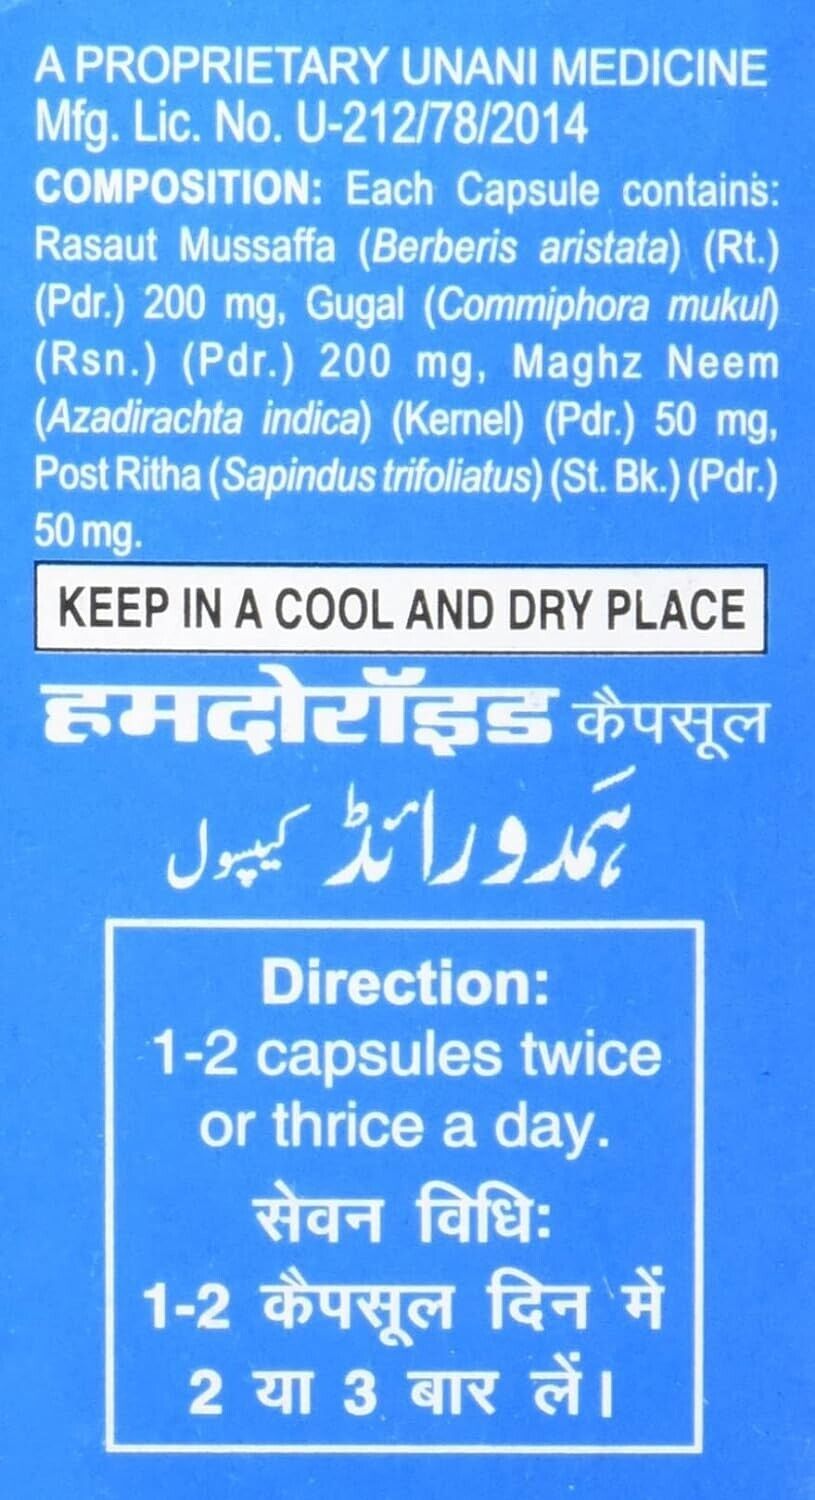 A PROPRIETARY UNANI MEDICINE
Mfg. Lic. No. U-212/78/2014
COMPOSITION: Each Capsule contains:
Rasaut Mussaffa (Berberis aristata) (Rt.)
(Pdr.) 200 mg, Gugal (Commiphora mukul)
(Rsn.) (Pdr.) 200 mg, Maghz Neem
(Azadirachta indica) (Kernel) (Pdr.) 50 mg,
Post Ritha (Sapindus trifoliatus) (St. Bk.) (Pdr.)
50 mg.
KEEP IN A COOL AND DRY PLACE
हमदोरॉइड कैपसूल
ہمدورائڈ کیپسول
Direction:
1-2 capsules twice
or thrice a day.
सेवन विधि:
1-2 कैपसूल दिन में
2 या 3 बार लें।